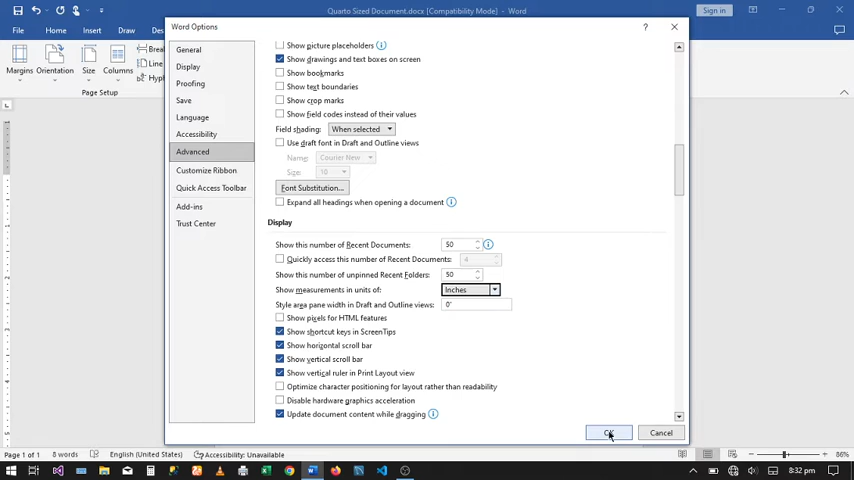 Quarto Sized Document.docx [Compatibility Mode] - Word
Sign in
Word Options
?
File
Home
Insert
Draw
Des
Margins
Orientation
Size
Columns
Brea
Line
Hyph
Page Setup
General
Display
Proofing
Save
Language
Accessibility
Advanced
Customize Ribbon
Quick Access Toolbar
Add-ins
Trust Center
Show picture placeholders
Show drawings and text boxes on screen
Show bookmarks
Show text boundaries
Show crop marks
Show field codes instead of their values
Field shading: When selected
Use draft font in Draft and Outline views
Name: Courier New
Size: 10
Font Substitution...
Expand all headings when opening a document
Display
Show this number of Recent Documents: 50
Quickly access this number of Recent Documents: 4
Show this number of unpinned Recent Folders: 50
Show measurements in units of: Inches
Style area pane width in Draft and Outline views: 0"
Show pixels for HTML features
Show shortcut keys in ScreenTips
Show horizontal scroll bar
Show vertical scroll bar
Show vertical ruler in Print Layout view
Optimize character positioning for layout rather than readability
Disable hardware graphics acceleration
Update document content while dragging
OK
Cancel
Page 1 of 1
8 words
English (United States)
Accessibility: Unavailable
86%
8:32 pm